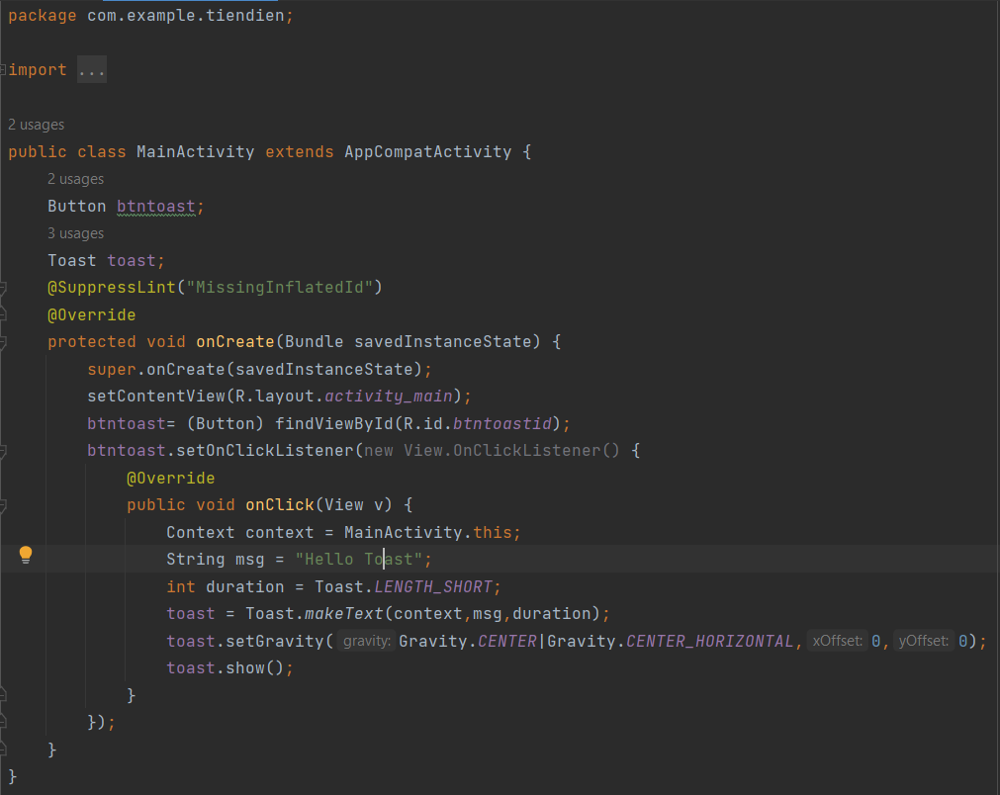 package com.example.tiendien;
import ...
2 usages
public class MainActivity extends AppCompatActivity {
2 usages
Button btntoast;
3 usages
Toast toast;
@SuppressLint("MissingInflatedId")
@Override
protected void onCreate(Bundle savedInstanceState) {
super.onCreate(savedInstanceState);
setContentView(R.layout.activity_main);
btntoast= (Button) findViewById(R.id.btntoastid);
btntoast.setOnClickListener(new View.OnClickListener() {
@Override
public void onClick(View v) {
Context context = MainActivity.this;
String msg = "Hello Toast";
int duration = Toast.LENGTH_SHORT;
toast = Toast.makeText(context,msg,duration);
toast.setGravity( gravity: Gravity.CENTER|Gravity.CENTER_HORIZONTAL, xOffset: 0, yOffset: 0);
toast.show();
}
});
}
}